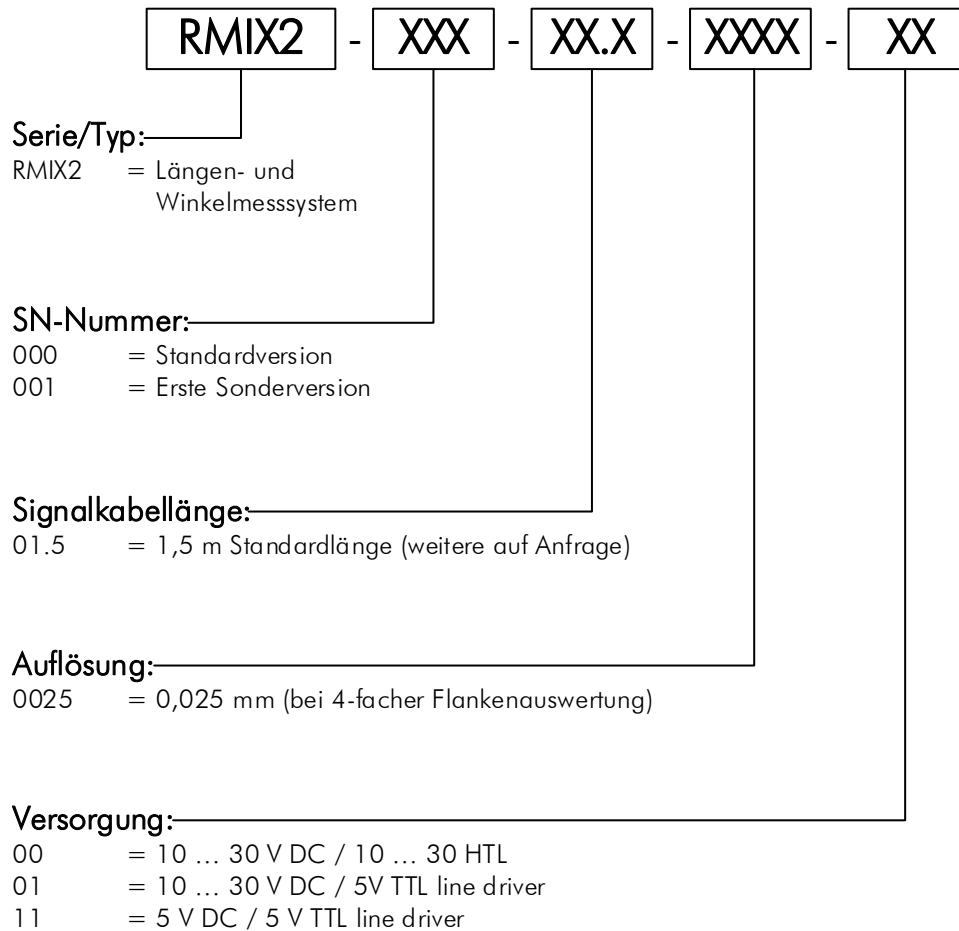 RMIX2 - XXX - XX.X - XXXX - XX
Serie/Typ:
RMIX2 = Längen- und
Winkelmesssystem
SN-Nummer:
000 = Standardversion
001 = Erste Sonderversion
Signalkabellänge:
01.5 = 1,5 m Standardlänge (weitere auf Anfrage)
Auflösung:
0025 = 0,025 mm (bei 4-facher Flankenauswertung)
Versorgung:
00 = 10 ... 30 V DC / 10 ... 30 HTL
01 = 10 ... 30 V DC / 5V TTL line driver
11 = 5 V DC / 5 V TTL line driver